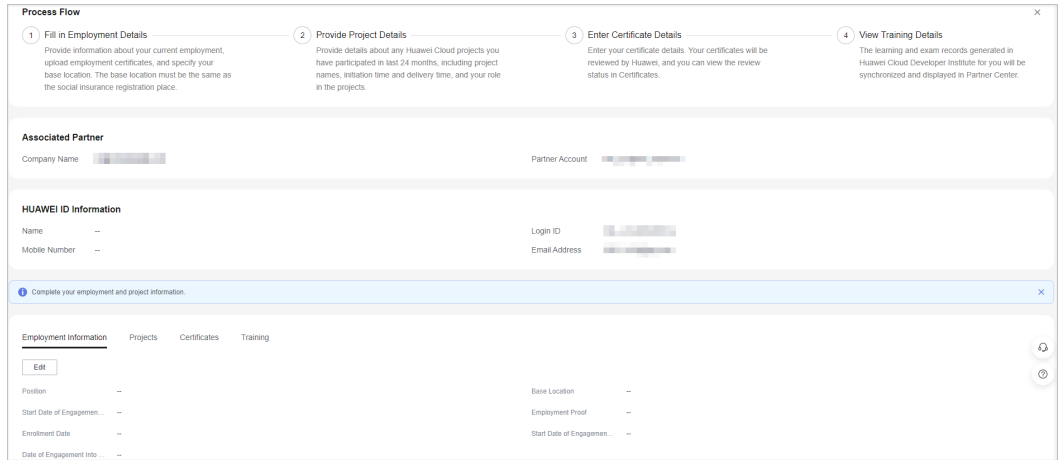 Process Flow
1 Fill in Employment Details
Provide information about your current employment,
upload employment certificates, and specify your
base location. The base location must be the same as
the social insurance registration place.
2 Provide Project Details
Provide details about any Huawei Cloud projects you
have participated in last 24 months, including project
names, initiation time and delivery time, and your role
in the projects.
3 Enter Certificate Details
Enter your certificate details. Your certificates will be
reviewed by Huawei, and you can view the review
status in Certificates.
4 View Training Details
The learning and exam records generated in
Huawei Cloud Developer Institute for you will be
synchronized and displayed in Partner Center.
Associated Partner
Company Name
Partner Account
HUAWEI ID Information
Name --
Login ID
Mobile Number --
Email Address
Complete your employment and project information.
Employment Information Projects Certificates Training
Edit
Position --
Base Location --
Start Date of Engagemen... --
Employment Proof --
Enrollment Date --
Start Date of Engagemen... --
Date of Engagement Into ... --